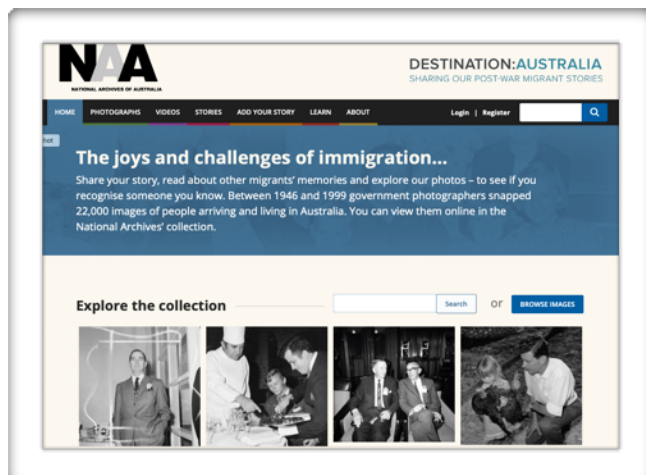 NAA
NATIONAL ARCHIVES OF AUSTRALIA
DESTINATION:AUSTRALIA
SHARING OUR POST-WAR MIGRANT STORIES
HOME PHOTOGRAPHS VIDEOS STORIES ADD YOUR STORY LEARN ABOUT Login | Register
hot
The joys and challenges of immigration...
Share your story, read about other migrants' memories and explore our photos – to see if you
recognise someone you know. Between 1946 and 1999 government photographers snapped
22,000 images of people arriving and living in Australia. You can view them online in the
National Archives' collection.
Explore the collection Search or BROWSE IMAGES